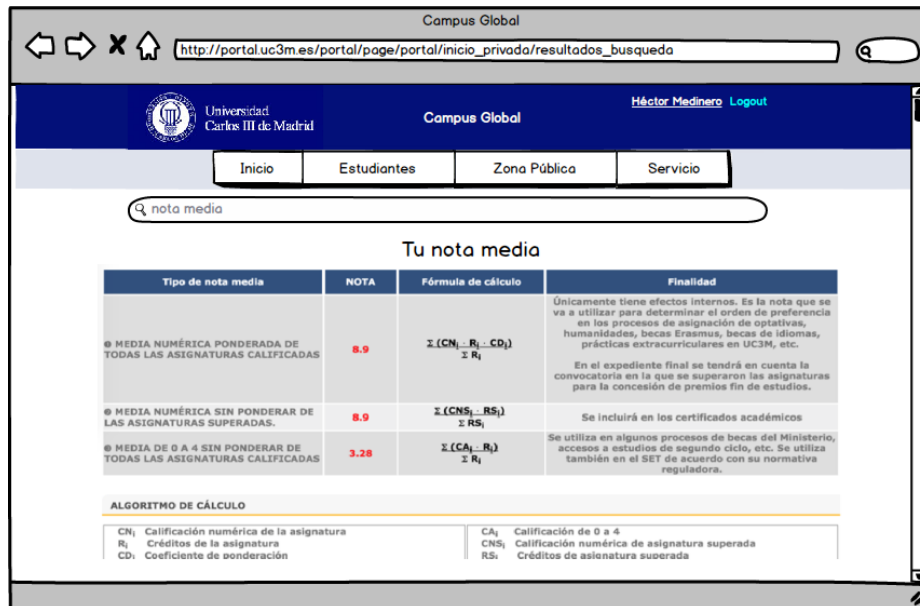 Campus Global
http://portal.uc3m.es/portal/page/portal/inicio_privada/resultados_busqueda
Universidad
Carlos III de Madrid
Campus Global
Héctor Medinero Logout
Inicio Estudiantes Zona Pública Servicio
nota media
Tu nota media
Tipo de nota media NOTA Fórmula de cálculo Finalidad
MEDIA NUMÉRICA PONDERADA DE
TODAS LAS ASIGNATURAS CALIFICADAS
8.9
Σ (CNi · Ri · CDi)
Σ Ri
Únicamente tiene efectos internos. Es la nota que se
va a utilizar para determinar el orden de preferencia
en los procesos de asignación de optativas,
humanidades, becas Erasmus, becas de idiomas,
prácticas extracurriculares en UC3M, etc.
En el expediente final se tendrá en cuenta la
convocatoria en la que se superaron las asignaturas
para la concesión de premios fin de estudios.
MEDIA NUMÉRICA SIN PONDERAR DE
LAS ASIGNATURAS SUPERADAS.
8.9
Σ (CNSi · RSi)
Σ RSi
Se incluirá en los certificados académicos
MEDIA DE 0 A 4 SIN PONDERAR DE
TODAS LAS ASIGNATURAS CALIFICADAS
3.28
Σ (CAi · Ri)
Σ Ri
Se utiliza en algunos procesos de becas del Ministerio,
accesos a estudios de segundo ciclo, etc. Se utiliza
también en el SET de acuerdo con su normativa
reguladora.
ALGORITMO DE CÁLCULO
CNi Calificación numérica de la asignatura
Ri Créditos de la asignatura
CDi Coeficiente de ponderación
CAi Calificación de 0 a 4
CNSi Calificación numérica de asignatura superada
RSi Créditos de asignatura superada